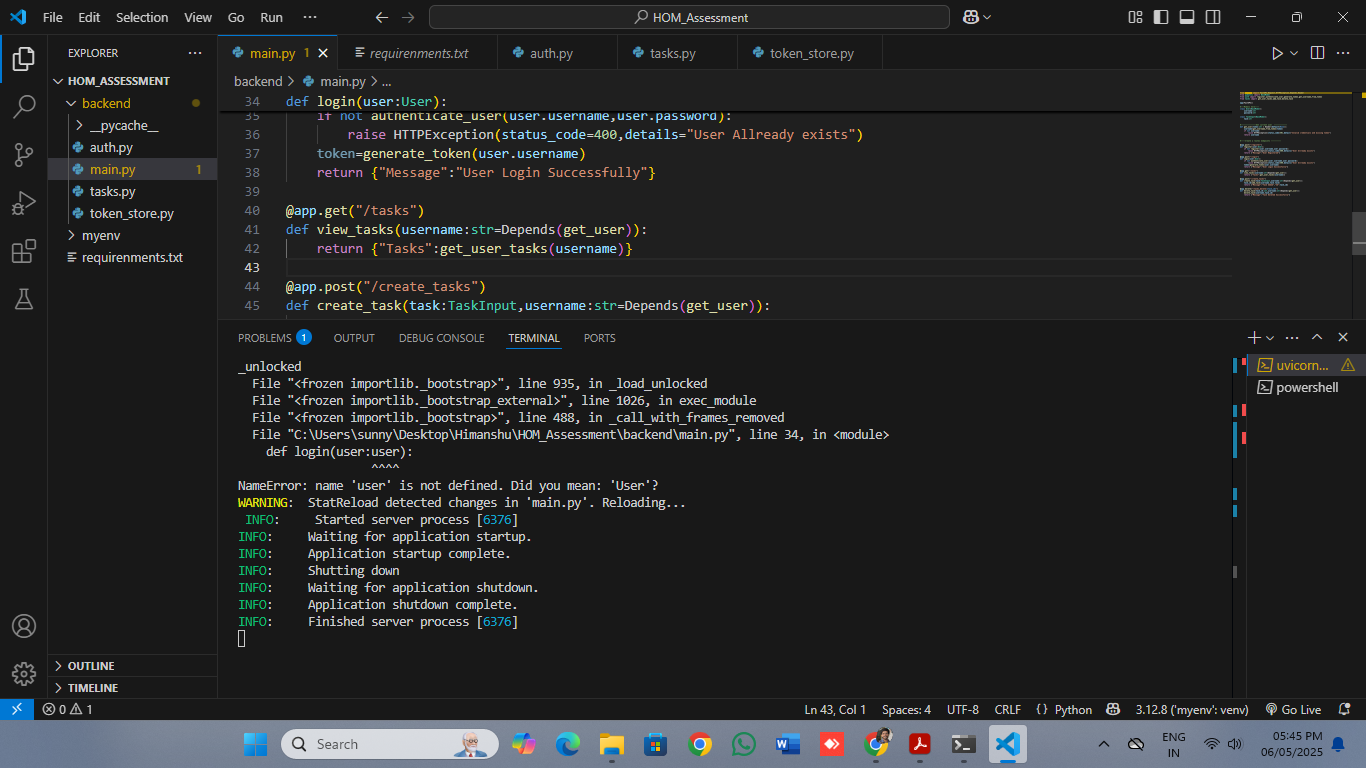 File Edit Selection View Go Run ··· HOM_Assessment
EXPLORER ···
HOM_ASSESSMENT
backend
__pycache__
auth.py
main.py 1
tasks.py
token_store.py
myenv
requirenments.txt
OUTLINE
TIMELINE
main.py 1 requirenments.txt auth.py tasks.py token_store.py
backend > main.py > ...
34 def login(user:User):
35 if not authenticate_user(user.username,user.password):
36 raise HTTPException(status_code=400,details="User Allready exists")
37 token=generate_token(user.username)
38 return {"Message":"User Login Successfully"}
39
40 @app.get("/tasks")
41 def view_tasks(username:str=Depends(get_user)):
42 return {"Tasks":get_user_tasks(username)}
43
44 @app.post("/create_tasks")
45 def create_task(task:TaskInput,username:str=Depends(get_user)):
PROBLEMS 1 OUTPUT DEBUG CONSOLE TERMINAL PORTS
_unlocked
File "<frozen importlib._bootstrap>", line 935, in _load_unlocked
File "<frozen importlib._bootstrap_external>", line 1026, in exec_module
File "<frozen importlib._bootstrap>", line 488, in _call_with_frames_removed
File "C:\Users\sunny\Desktop\Himanshu\HOM_Assessment\backend\main.py", line 34, in <module>
def login(user:user):
^^^^
NameError: name 'user' is not defined. Did you mean: 'User'?
WARNING: StatReload detected changes in 'main.py'. Reloading...
INFO: Started server process [6376]
INFO: Waiting for application startup.
INFO: Application startup complete.
INFO: Shutting down
INFO: Waiting for application shutdown.
INFO: Application shutdown complete.
INFO: Finished server process [6376]
uvicorn...
powershell
0 1 Ln 43, Col 1 Spaces: 4 UTF-8 CRLF {} Python 3.12.8 ('myenv': venv) Go Live
Search
ENG
IN
05:45 PM
06/05/2025